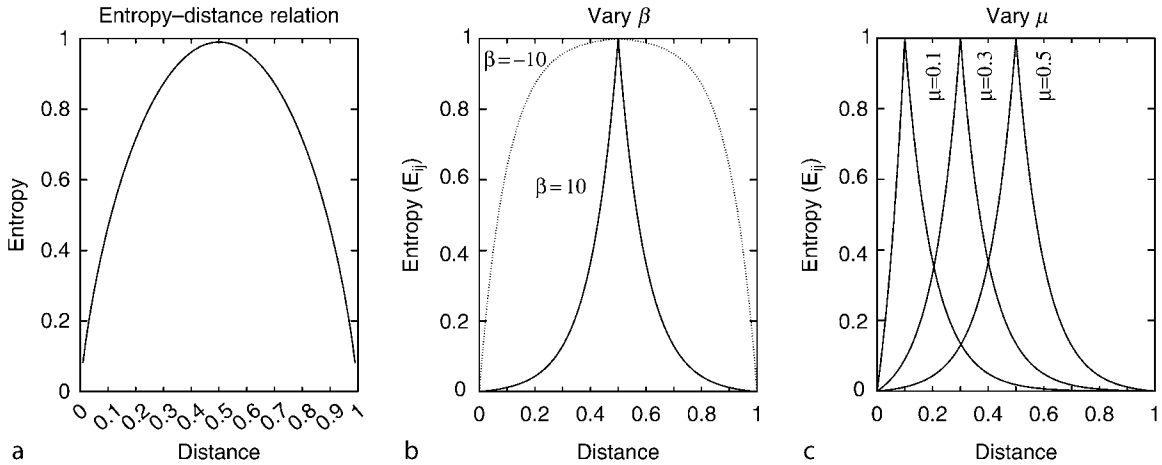 Entropy–distance relation
Entropy
1
0.8
0.6
0.4
0.2
0
0 0.1 0.2 0.3 0.4 0.5 0.6 0.7 0.8 0.9 1
a
Distance
Vary β
Entropy (E_ij)
1
0.8
0.6
0.4
0.2
0
β=−10
β=10
0 0.2 0.4 0.6 0.8 1
b
Distance
Vary μ
Entropy (E_ij)
1
0.8
0.6
0.4
0.2
0
μ=0.1
μ=0.3
μ=0.5
0 0.2 0.4 0.6 0.8 1
c
Distance